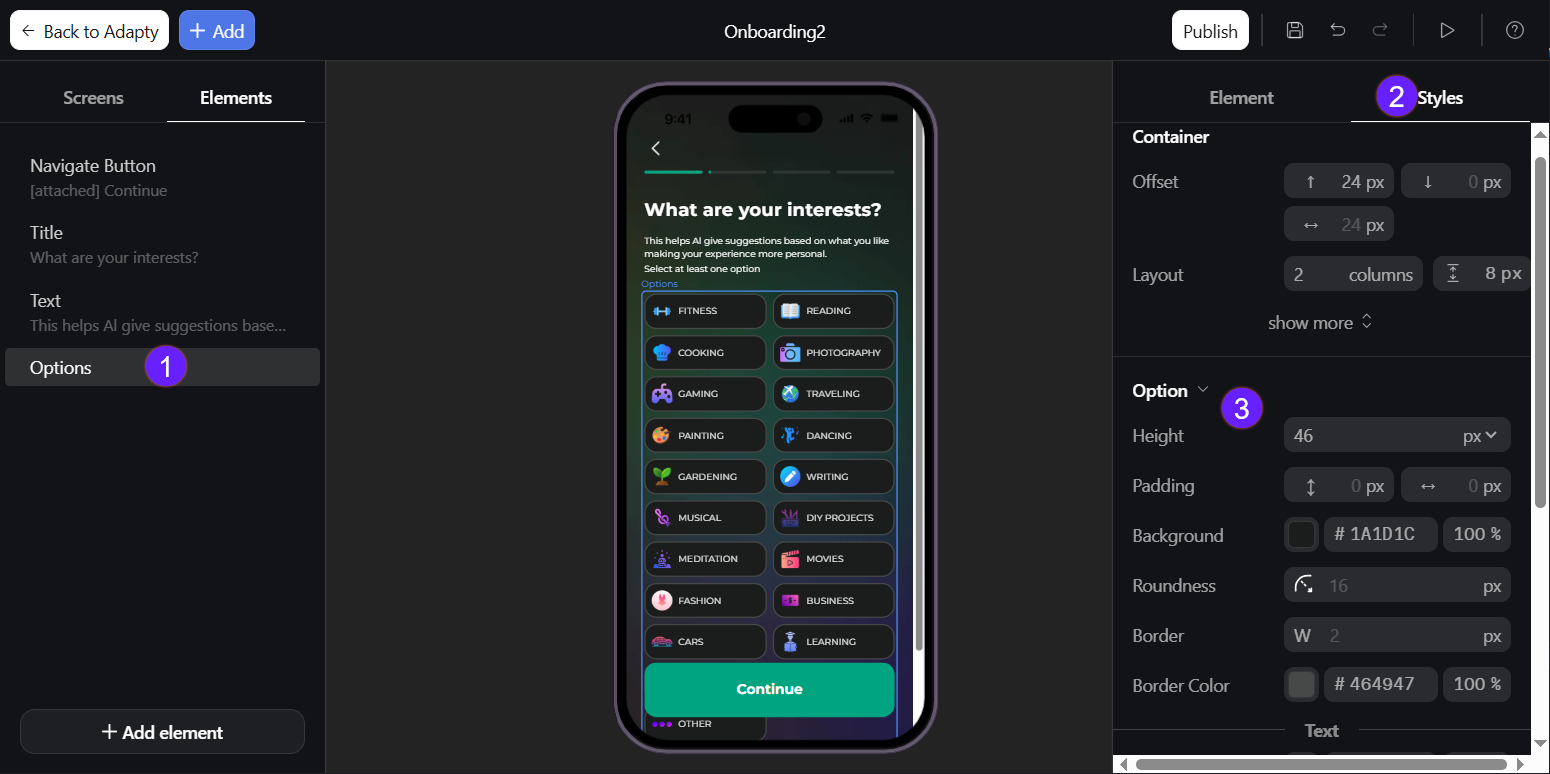 ← Back to Adapty
+ Add
Onboarding2
Publish
Screens
Elements
Navigate Button
[attached] Continue
Title
What are your interests?
Text
This helps Al give suggestions base...
Options
1
+ Add element
9:41
What are your interests?
This helps Al give suggestions based on what you like
making your experience more personal.
Select at least one option
Options
FITNESS
READING
COOKING
PHOTOGRAPHY
GAMING
TRAVELING
PAINTING
DANCING
GARDENING
WRITING
MUSICAL
DIY PROJECTS
MEDITATION
MOVIES
FASHION
BUSINESS
CARS
LEARNING
Continue
OTHER
Element
2
Styles
Container
Offset
↑ 24 px
↓ 0 px
↔ 24 px
Layout
2 columns
8 px
show more
Option
3
Height
46 px
Padding
↕ 0 px
↔ 0 px
Background
# 1A1D1C
100 %
Roundness
16 px
Border
W 2 px
Border Color
# 464947
100 %
Text